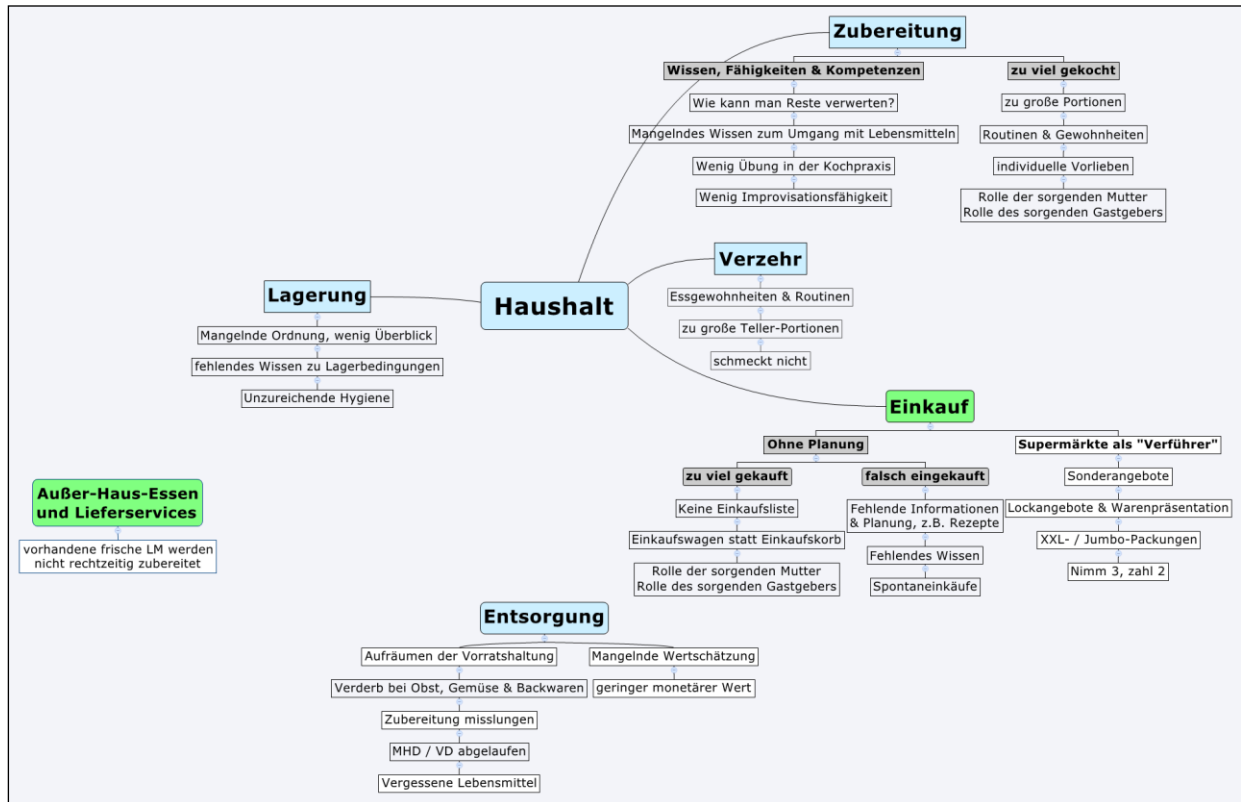 Zubereitung
Wissen, Fähigkeiten & Kompetenzen
Wie kann man Reste verwerten?
Mangelndes Wissen zum Umgang mit Lebensmitteln
Wenig Übung in der Kochpraxis
Wenig Improvisationsfähigkeit
zu viel gekocht
zu große Portionen
Routinen & Gewohnheiten
individuelle Vorlieben
Rolle der sorgenden Mutter
Rolle des sorgenden Gastgebers
Haushalt
Verzehr
Essgewohnheiten & Routinen
zu große Teller-Portionen
schmeckt nicht
Lagerung
Mangelnde Ordnung, wenig Überblick
fehlendes Wissen zu Lagerbedingungen
Unzureichende Hygiene
Einkauf
Ohne Planung
zu viel gekauft
Keine Einkaufsliste
Einkaufswagen statt Einkaufskorb
Rolle der sorgenden Mutter
Rolle des sorgenden Gastgebers
falsch eingekauft
Fehlende Informationen
& Planung, z.B. Rezepte
Fehlendes Wissen
Spontaneinkäufe
Supermärkte als "Verführer"
Sonderangebote
Lockangebote & Warenpräsentation
XXL- / Jumbo-Packungen
Nimm 3, zahl 2
Außer-Haus-Essen
und Lieferservices
vorhandene frische LM werden
nicht rechtzeitig zubereitet
Entsorgung
Aufräumen der Vorratshaltung
Verderb bei Obst, Gemüse & Backwaren
Zubereitung misslungen
MHD / VD abgelaufen
Vergessene Lebensmittel
Mangelnde Wertschätzung
geringer monetärer Wert